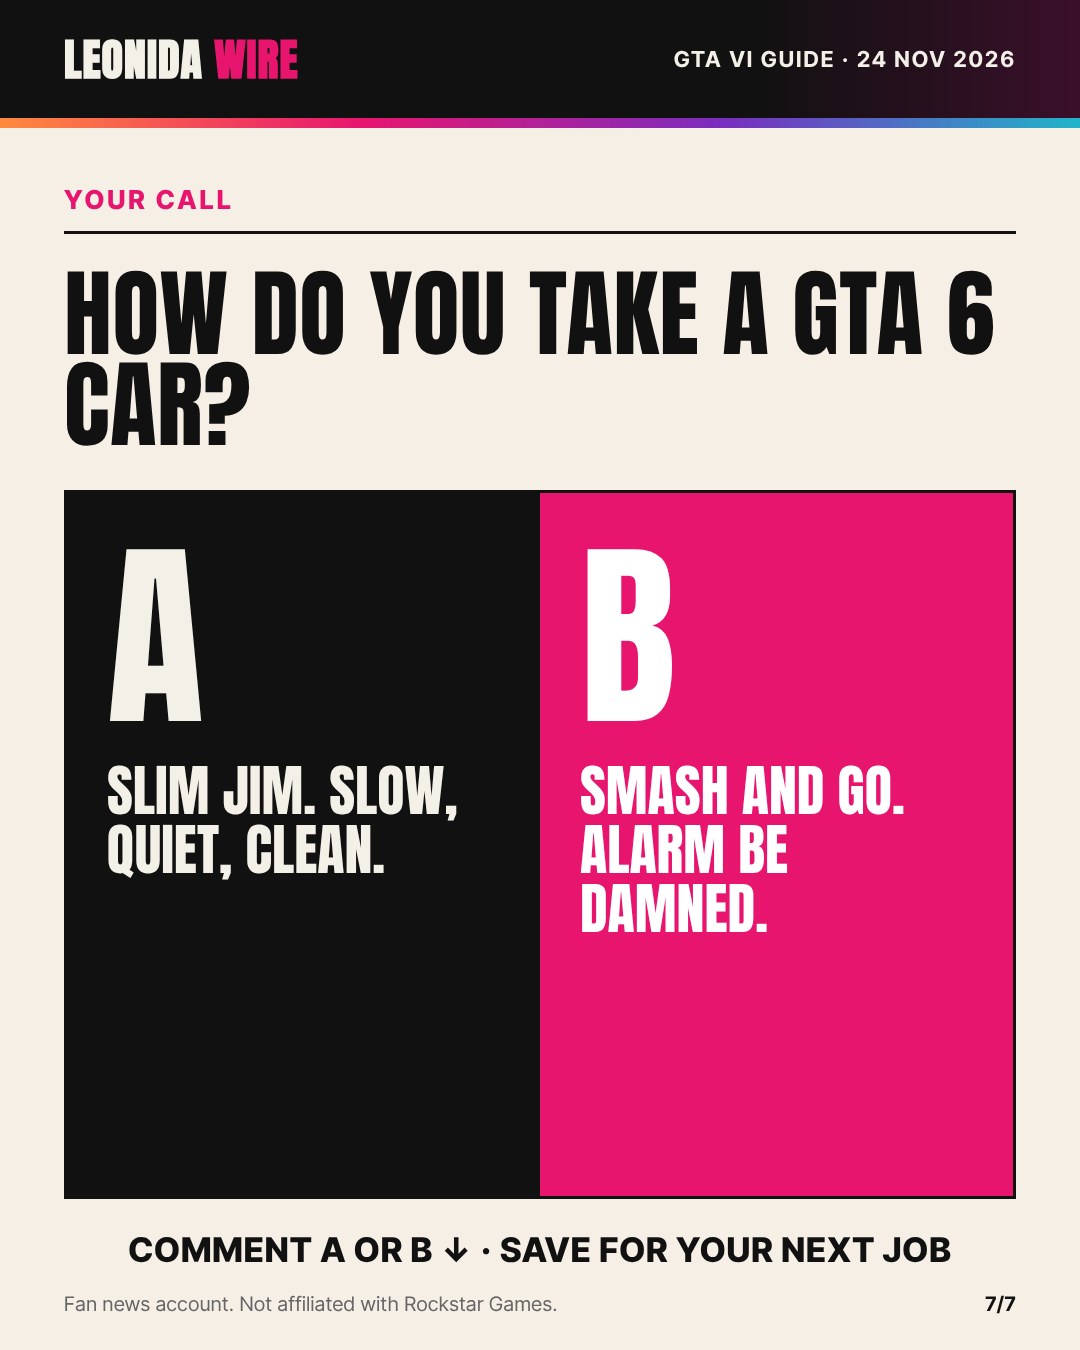 LEONIDA WIRE
GTA VI GUIDE · 24 NOV 2026
YOUR CALL
HOW DO YOU TAKE A GTA 6
CAR?
A
SLIM JIM. SLOW,
QUIET, CLEAN.
B
SMASH AND GO.
ALARM BE
DAMNED.
COMMENT A OR B ↓ · SAVE FOR YOUR NEXT JOB
Fan news account. Not affiliated with Rockstar Games.
7/7